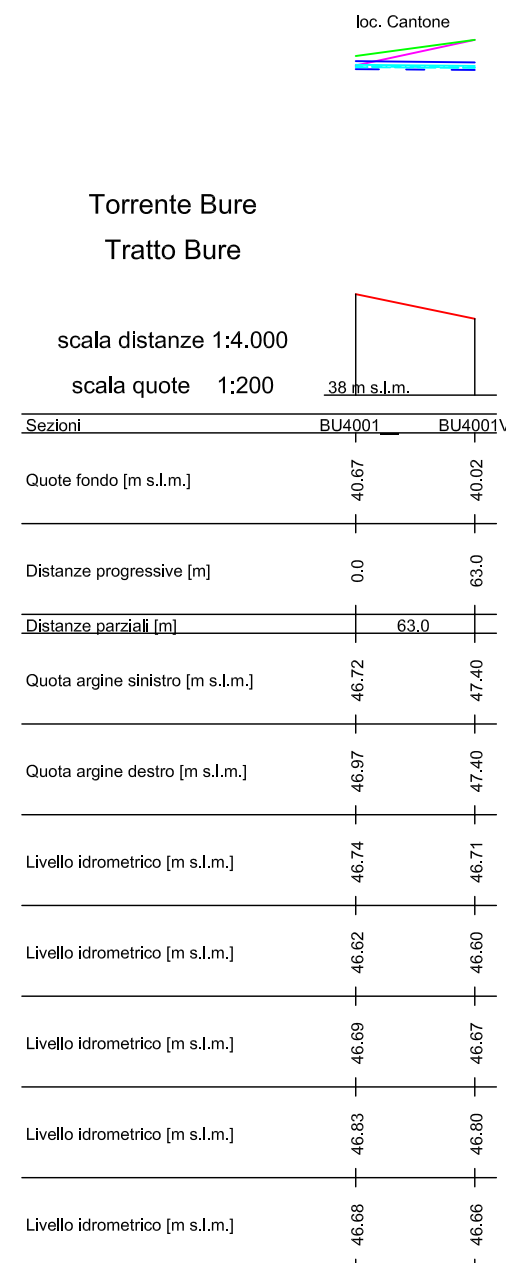 loc. Cantone
Torrente Bure
Tratto Bure
scala distanze 1:4.000
scala quote 1:200
38 m s.l.m.
Sezioni BU4001__ BU4001V
Quote fondo [m s.l.m.] 40.67 40.02
Distanze progressive [m] 0.0 63.0
Distanze parziali [m] 63.0
Quota argine sinistro [m s.l.m.] 46.72 47.40
Quota argine destro [m s.l.m.] 46.97 47.40
Livello idrometrico [m s.l.m.] 46.74 46.71
Livello idrometrico [m s.l.m.] 46.62 46.60
Livello idrometrico [m s.l.m.] 46.69 46.67
Livello idrometrico [m s.l.m.] 46.83 46.80
Livello idrometrico [m s.l.m.] 46.68 46.66